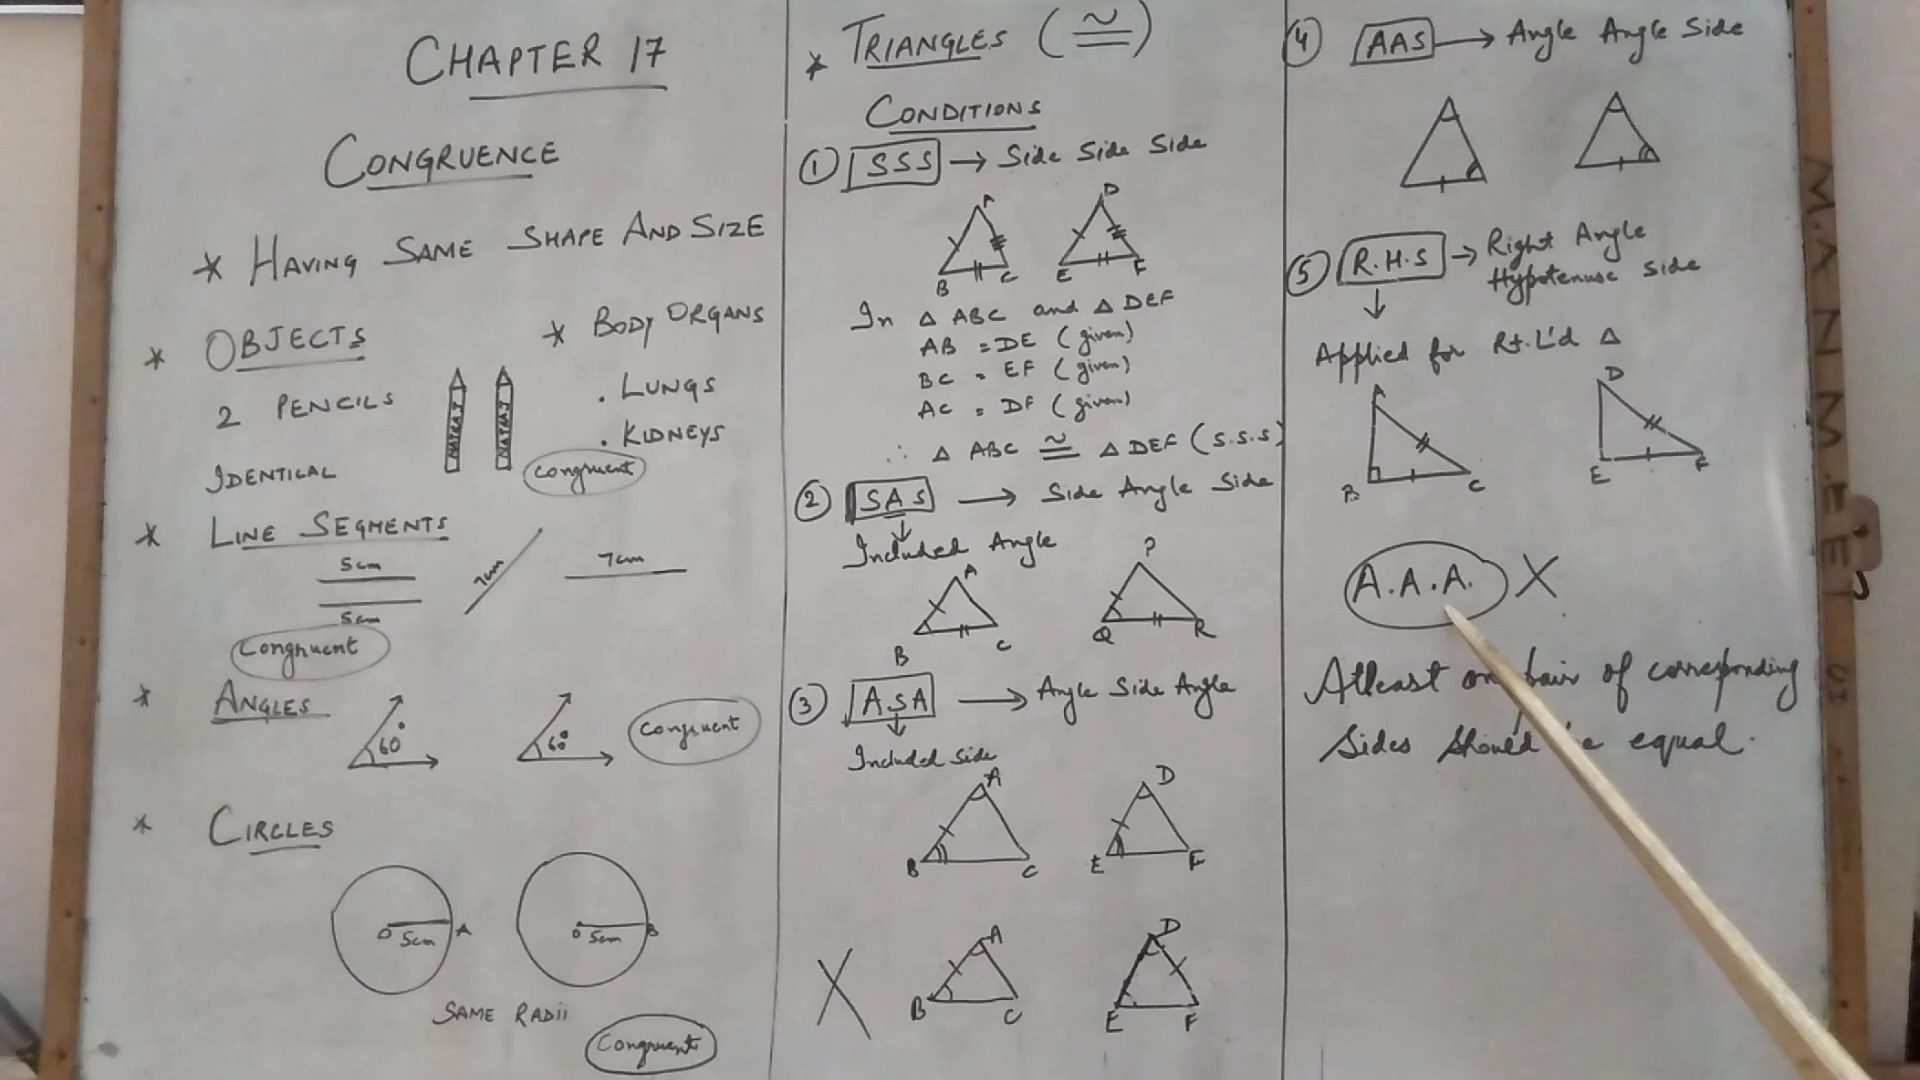 CHAPTER 17
CONGRUENCE
* HAVING SAME SHAPE AND SIZE
* OBJECTS
2 PENCILS
IDENTICAL
NATRAJ
NATRAJ
* BODY ORGANS
. LUNGS
. KIDNEYS
Congruent
* LINE SEGMENTS
5cm
5cm
7cm
7cm
Congruent
* ANGLES
60°
60°
Congruent
* CIRCLES
O 5cm A
O 5cm B
SAME RADii
Congruent
* TRIANGLES (≅)
CONDITIONS
① SSS → Side Side Side
A
B C
D
E F
In △ ABC and △ DEF
AB = DE (given)
BC = EF (given)
AC = DF (given)
∴ △ ABC ≅ △ DEF (S.S.S)
② SAS → Side Angle Side
↓
Included Angle
A
B C
P
Q R
③ ASA → Angle Side Angle
↓
Included Side
A
B C
D
E F
X
A
B C
D
E F
④ AAS → Angle Angle Side
⑤ R.H.S → Right Angle
Hypotenuse Side
↓
Applied for Rt. L'd △
A
B C
D
E F
A.A.A. X
Atleast one pair of corresponding
Sides should be equal.
M.A.N.M.E.E